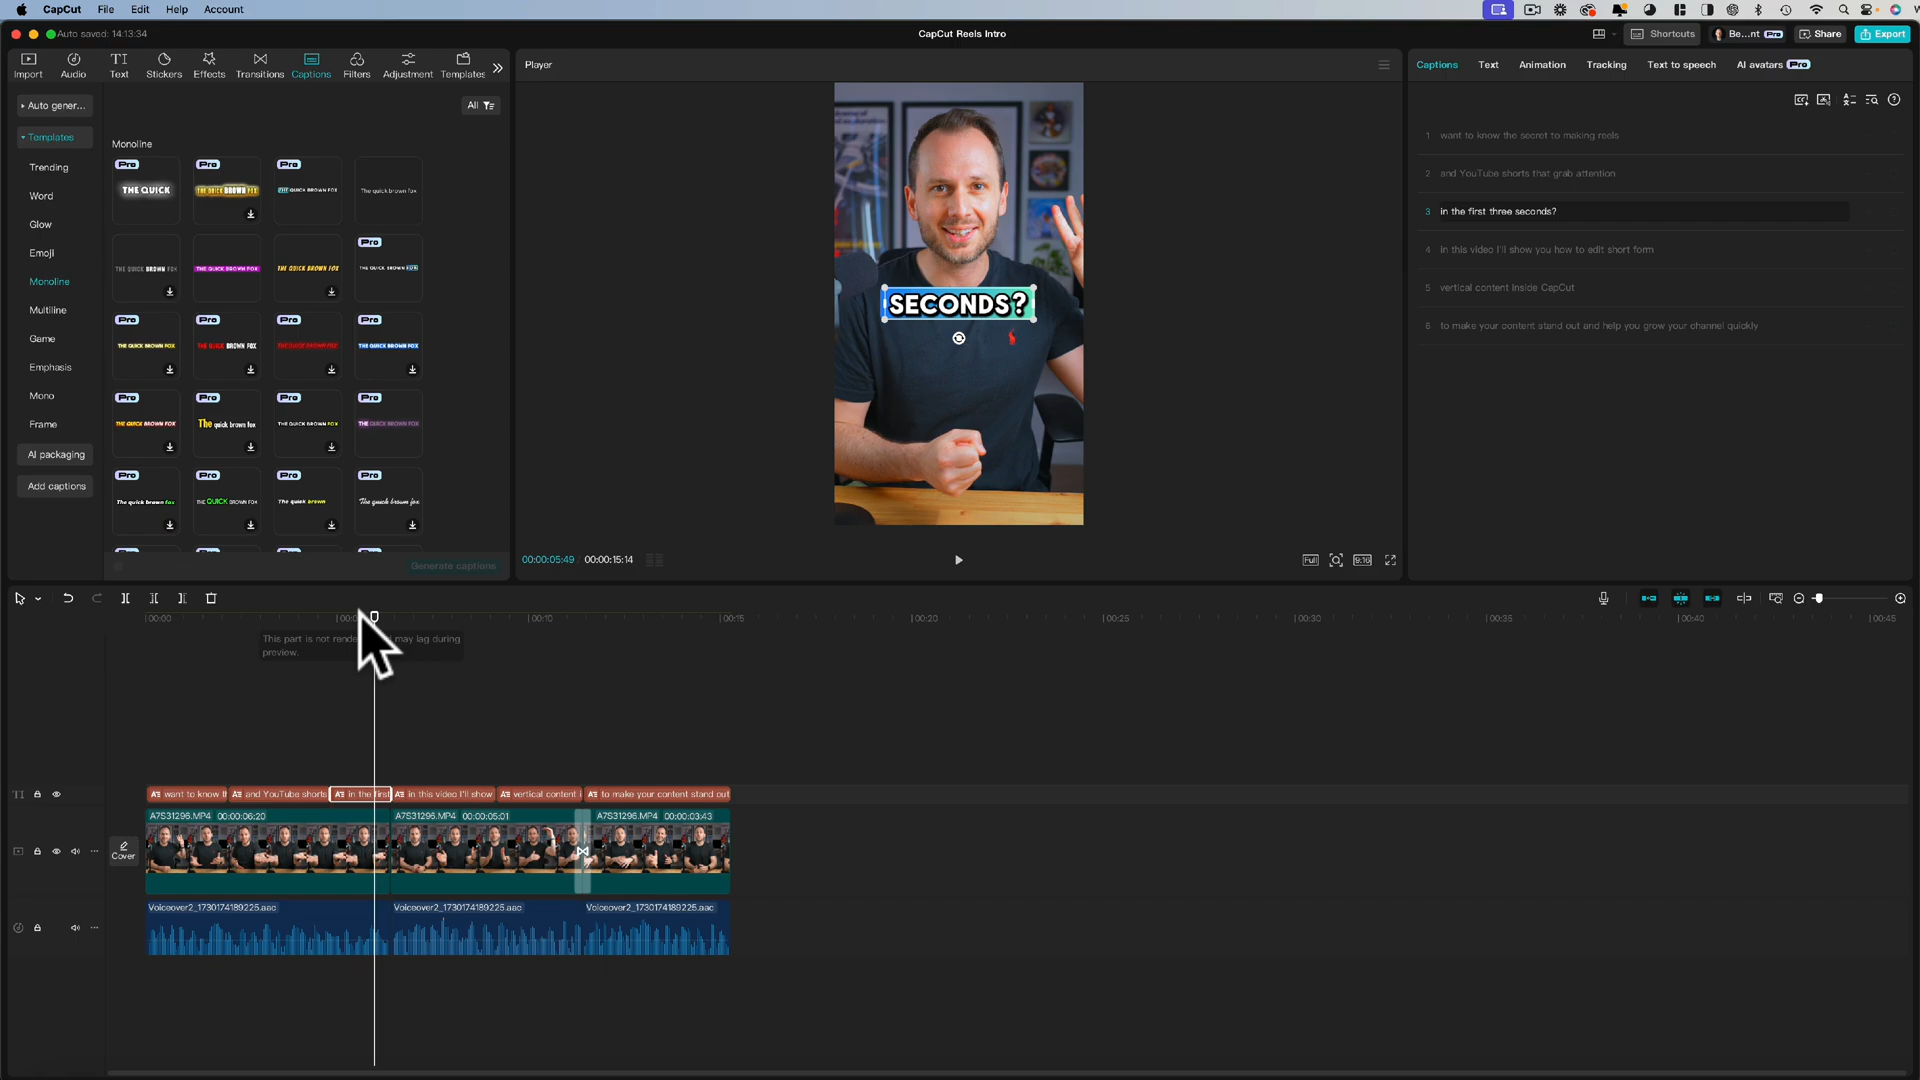 CapCut File Edit Help Account
Auto saved: 14:13:34
CapCut Reels Intro
Shortcuts
Be...nt Pro
Share
Export
Import
Audio
Text
Stickers
Effects
Transitions
Captions
Filters
Adjustment
Templates
Player
Captions
Text
Animation
Tracking
Text to speech
AI avatars Pro
Auto gener...
Templates
Trending
Word
Glow
Emoji
Monoline
Multiline
Game
Emphasis
Mono
Frame
AI packaging
Add captions
All
Monoline
Pro
THE QUICK
Pro
THE QUICK BROWN FOX
Pro
THE QUICK BROWN FOX
The quick brown fox
THE QUICK BROWN FOX
THE QUICK BROWN FOX
THE QUICK BROWN FOX
Pro
THE QUICK BROWN FOX
Pro
THE QUICK BROWN FOX
Pro
THE QUICK BROWN FOX
Pro
THE QUICK BROWN FOX
Pro
THE QUICK BROWN FOX
Pro
THE QUICK BROWN FOX
Pro
The quick brown fox
Pro
THE QUICK BROWN FOX
Pro
THE QUICK BROWN FOX
Pro
The quick brown fox
Pro
THE QUICK BROWN FOX
Pro
The quick brown
Pro
The quick brown fox
Generate captions
SECONDS?
00:00:05:49 / 00:00:15:14
Full
9:16
1 want to know the secret to making reels
2 and YouTube shorts that grab attention
3 in the first three seconds?
4 in this video I'll show you how to edit short form
5 vertical content inside CapCut
6 to make your content stand out and help you grow your channel quickly
00:00
00:10
00:15
00:20
00:25
00:30
00:35
00:40
00:45
This part is not rende
may lag during
preview.
want to know t
and YouTube shorts
in the first
in this video I'll show
vertical content i
to make your content stand out
Cover
A7S31296.MP4 00:00:06:20
A7S31296.MP4 00:00:05:01
A7S31296.MP4 00:00:03:43
Voiceover2_1730174189225.aac
Voiceover2_1730174189225.aac
Voiceover2_1730174189225.aac